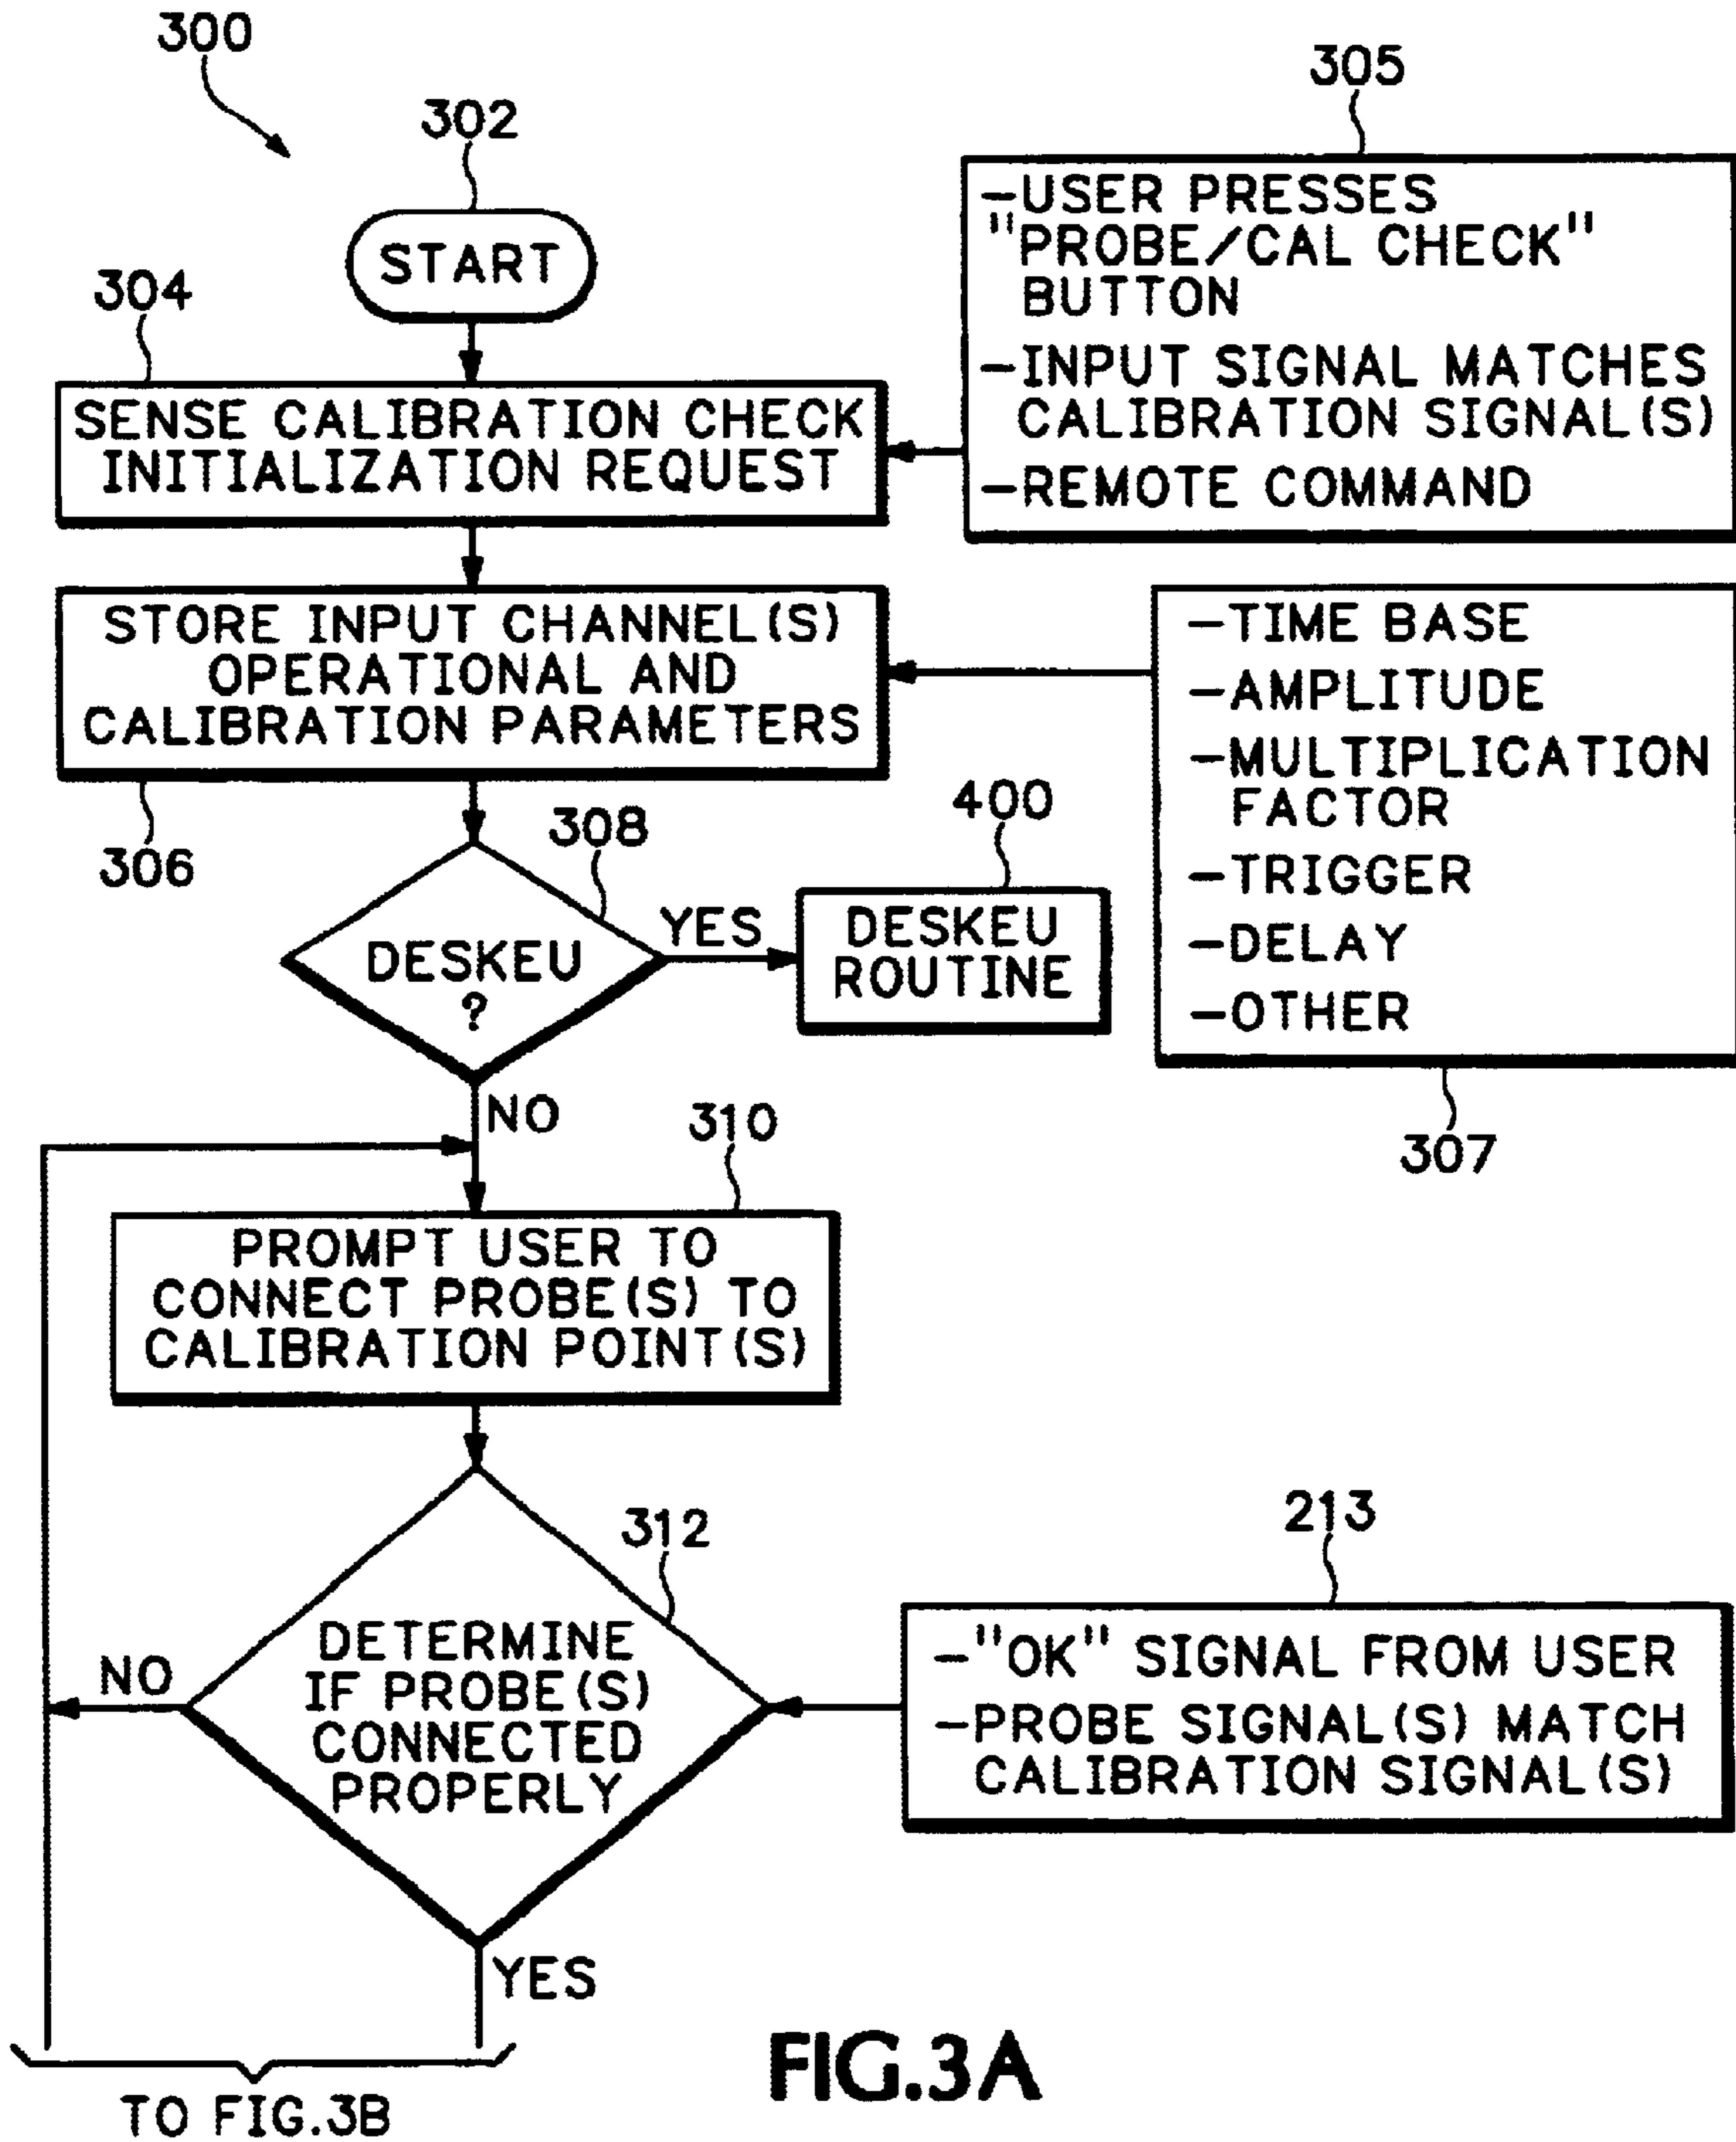 300
302
START
305
-USER PRESSES
"PROBE/CAL CHECK"
BUTTON
-INPUT SIGNAL MATCHES
CALIBRATION SIGNAL(S)
-REMOTE COMMAND
304
SENSE CALIBRATION CHECK
INITIALIZATION REQUEST
STORE INPUT CHANNEL(S)
OPERATIONAL AND
CALIBRATION PARAMETERS
306
-TIME BASE
-AMPLITUDE
-MULTIPLICATION
FACTOR
-TRIGGER
-DELAY
-OTHER
307
308
DESKEU
?
YES
400
DESKEU
ROUTINE
NO
310
PROMPT USER TO
CONNECT PROBE(S) TO
CALIBRATION POINT(S)
312
DETERMINE
IF PROBE(S)
CONNECTED
PROPERLY
NO
213
-"OK" SIGNAL FROM USER
-PROBE SIGNAL(S) MATCH
CALIBRATION SIGNAL(S)
YES
TO FIG.3B
FIG.3A